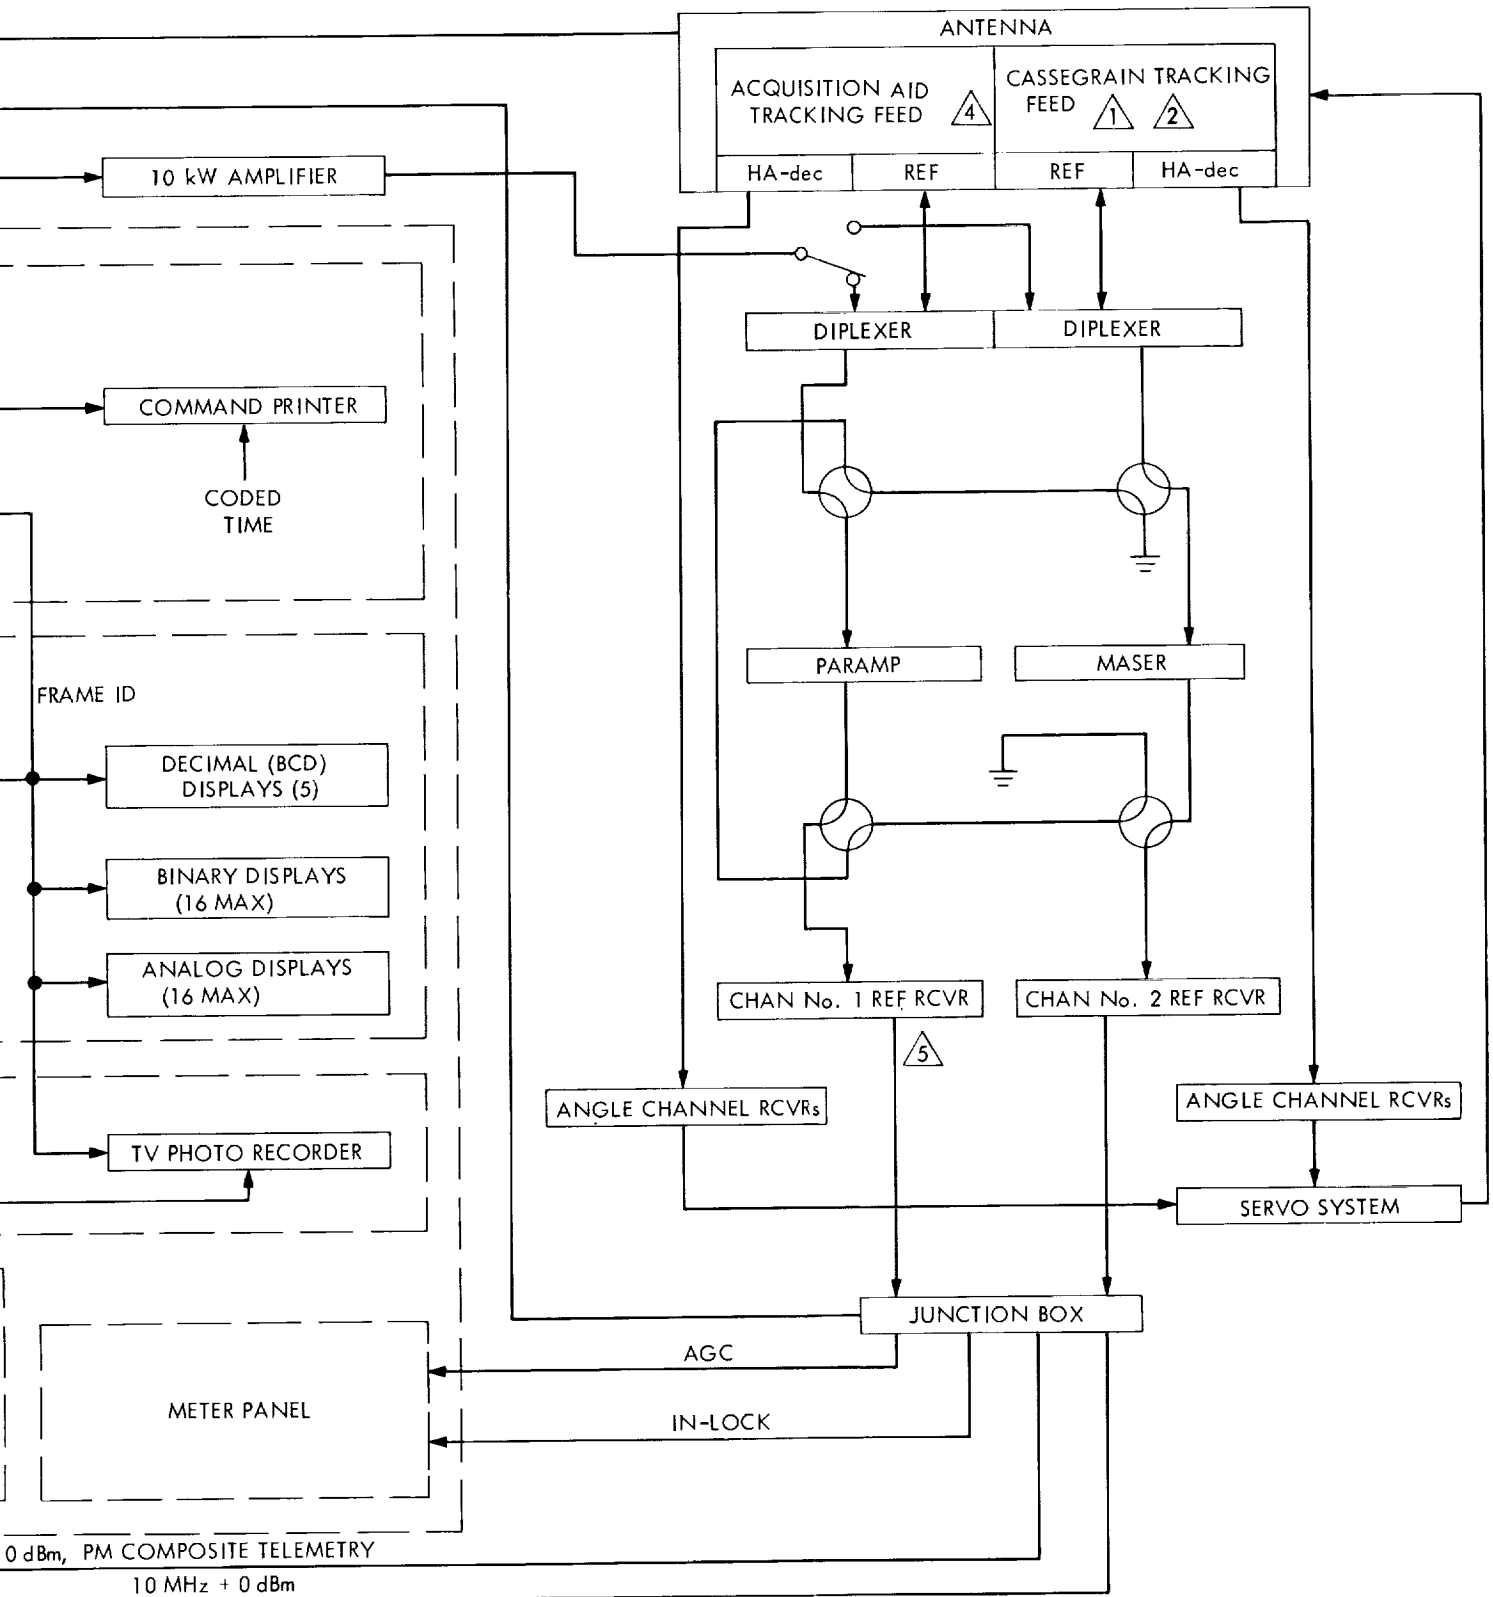 ANTENNA
ACQUISITION AID
TRACKING FEED
4
CASSEGRAIN TRACKING
FEED
1
2
HA-dec
REF
REF
HA-dec
10 kW AMPLIFIER
DIPLEXER
DIPLEXER
COMMAND PRINTER
CODED
TIME
PARAMP
MASER
FRAME ID
DECIMAL (BCD)
DISPLAYS (5)
BINARY DISPLAYS
(16 MAX)
ANALOG DISPLAYS
(16 MAX)
CHAN No. 1 REF RCVR
CHAN No. 2 REF RCVR
5
ANGLE CHANNEL RCVRs
ANGLE CHANNEL RCVRs
TV PHOTO RECORDER
SERVO SYSTEM
JUNCTION BOX
AGC
METER PANEL
IN-LOCK
0 dBm, PM COMPOSITE TELEMETRY
10 MHz + 0 dBm